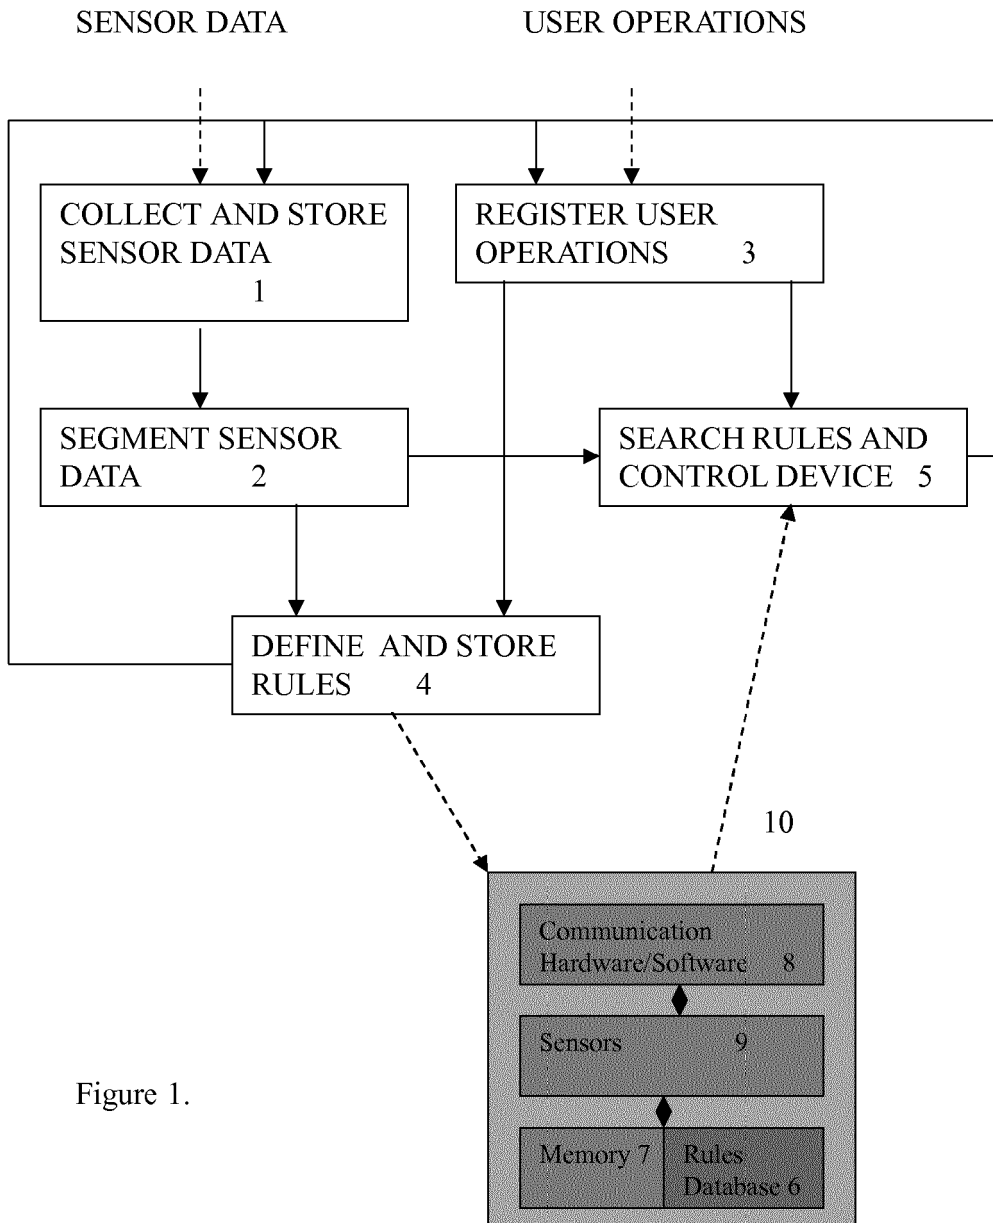 SENSOR DATA
USER OPERATIONS
COLLECT AND STORE
SENSOR DATA
1
REGISTER USER
OPERATIONS 3
SEGMENT SENSOR
DATA 2
SEARCH RULES AND
CONTROL DEVICE 5
DEFINE AND STORE
RULES 4
10
Communication
Hardware/Software 8
Sensors 9
Figure 1.
Memory 7
Rules
Database 6